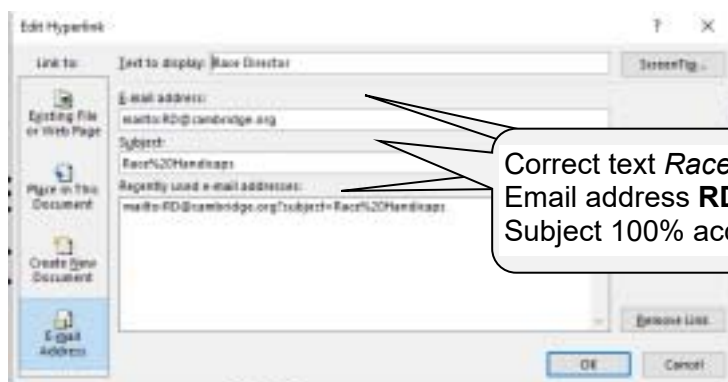 Edit Hyperlink ? ×
Link to: Text to display: Race Director ScreenTip...
E-mail address:
Existing File
or Web Page
mailto:RD@cambridge.org
Subject:
Race%20Handicaps
Place in This
Document
Recently used e-mail addresses:
mailto:RD@cambridge.org?subject=Race%20Handicaps
Create New
Document
E-mail
Address
Remove Link
OK Cancel
Correct text Race
Email address RD
Subject 100% acc